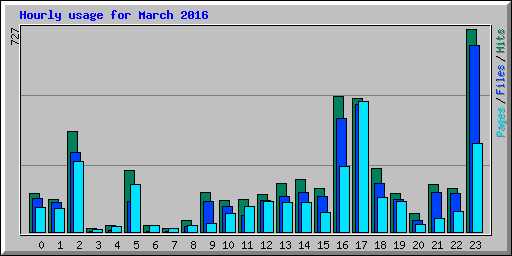 Hourly usage for March 2016
727
Pages/Files/Hits
0 1 2 3 4 5 6 7 8 9 10 11 12 13 14 15 16 17 18 19 20 21 22 23